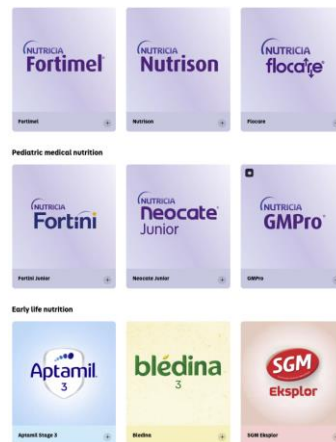 NUTRICIA
Fortimel
NUTRICIA
Nutrison
NUTRICIA
flocare
Fortimel
Nutrison
Flocare
Pediatric medical nutrition
NUTRICIA
Fortini
NUTRICIA
neocate
Junior
NUTRICIA
GMPro
Fortini Junior
Neocate Junior
GMPro
Early life nutrition
Aptamil
3
blédina
3
SGM
Eksplor
Aptamil Stage 3
Bledina
SGM Eksplor